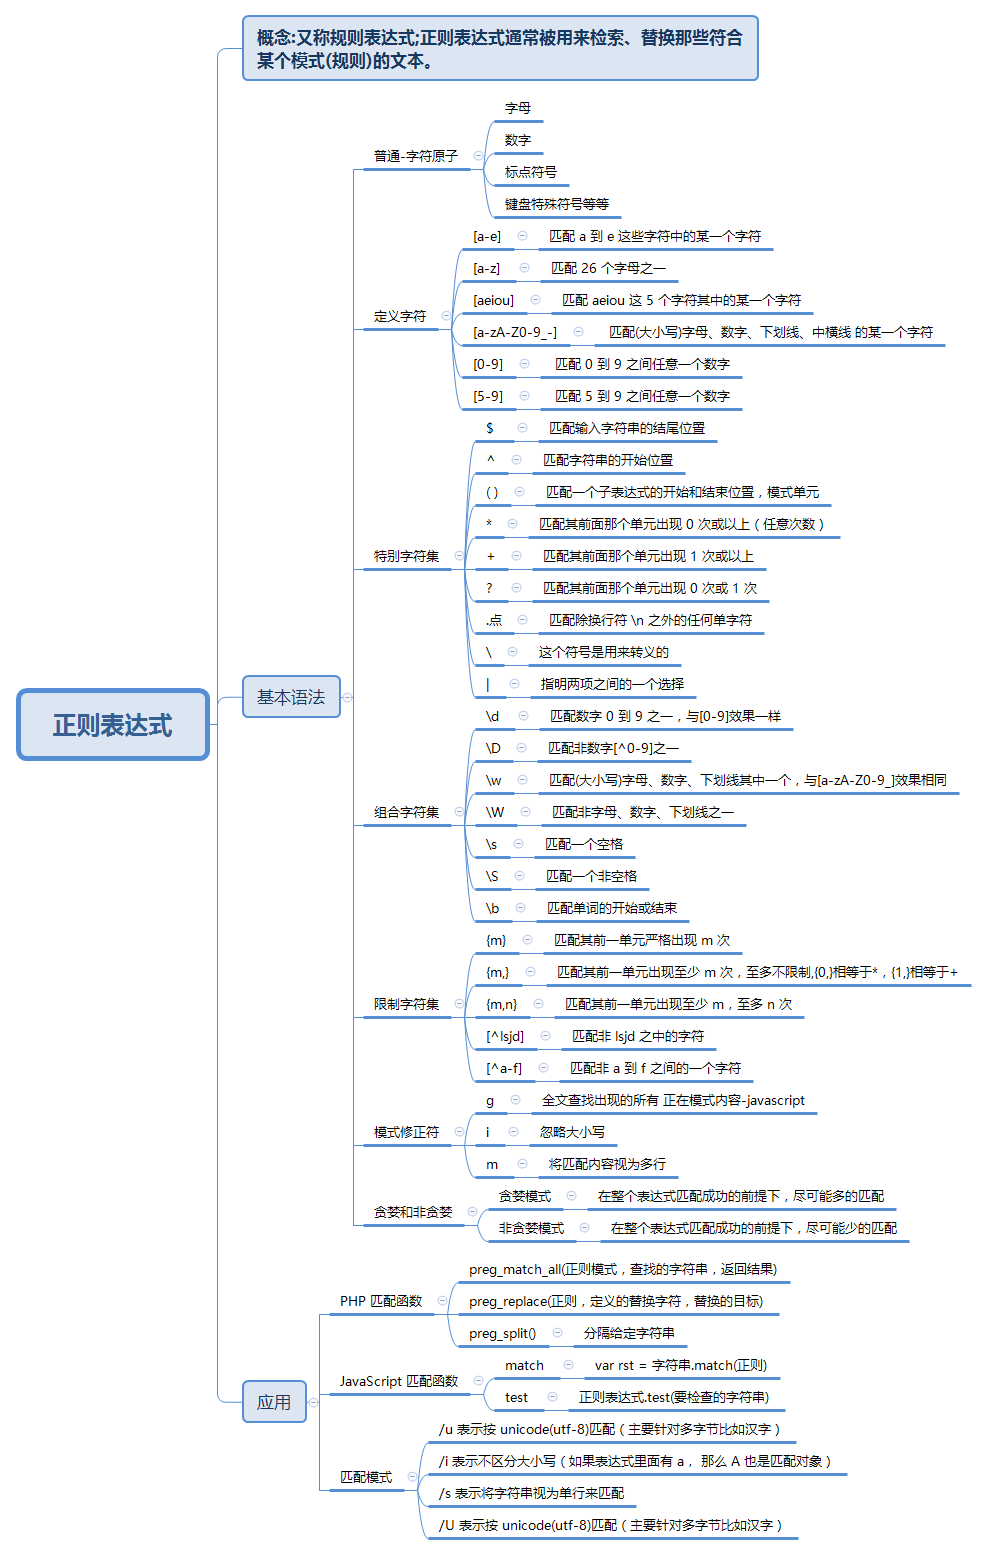 概念:又称规则表达式;正则表达式通常被用来检索、替换那些符合
某个模式(规则)的文本。
正则表达式
基本语法
普通-字符原子
字母
数字
标点符号
键盘特殊符号等等
定义字符
[a-e] 匹配 a 到 e 这些字符中的某一个字符
[a-z] 匹配 26 个字母之一
[aeiou] 匹配 aeiou 这 5 个字符其中的某一个字符
[a-zA-Z0-9_-] 匹配(大小写)字母、数字、下划线、中横线 的某一个字符
[0-9] 匹配 0 到 9 之间任意一个数字
[5-9] 匹配 5 到 9 之间任意一个数字
特别字符集
$ 匹配输入字符串的结尾位置
^ 匹配字符串的开始位置
( ) 匹配一个子表达式的开始和结束位置，模式单元
* 匹配其前面那个单元出现 0 次或以上（任意次数）
+ 匹配其前面那个单元出现 1 次或以上
? 匹配其前面那个单元出现 0 次或 1 次
.点 匹配除换行符 \n 之外的任何单字符
\ 这个符号是用来转义的
| 指明两项之间的一个选择
组合字符集
\d 匹配数字 0 到 9 之一，与[0-9]效果一样
\D 匹配非数字[^0-9]之一
\w 匹配(大小写)字母、数字、下划线其中一个，与[a-zA-Z0-9_]效果相同
\W 匹配非字母、数字、下划线之一
\s 匹配一个空格
\S 匹配一个非空格
\b 匹配单词的开始或结束
限制字符集
{m} 匹配其前一单元严格出现 m 次
{m,} 匹配其前一单元出现至少 m 次，至多不限制,{0,}相等于*，{1,}相等于+
{m,n} 匹配其前一单元出现至少 m，至多 n 次
[^lsjd] 匹配非 lsjd 之中的字符
[^a-f] 匹配非 a 到 f 之间的一个字符
模式修正符
g 全文查找出现的所有 正在模式内容-javascript
i 忽略大小写
m 将匹配内容视为多行
贪婪和非贪婪
贪婪模式 在整个表达式匹配成功的前提下，尽可能多的匹配
非贪婪模式 在整个表达式匹配成功的前提下，尽可能少的匹配
应用
PHP 匹配函数
preg_match_all(正则模式，查找的字符串，返回结果)
preg_replace(正则，定义的替换字符，替换的目标)
preg_split() 分隔给定字符串
JavaScript 匹配函数
match var rst = 字符串.match(正则)
test 正则表达式.test(要检查的字符串)
匹配模式
/u 表示按 unicode(utf-8)匹配（主要针对多字节比如汉字）
/i 表示不区分大小写（如果表达式里面有 a， 那么 A 也是匹配对象）
/s 表示将字符串视为单行来匹配
/U 表示按 unicode(utf-8)匹配（主要针对多字节比如汉字）